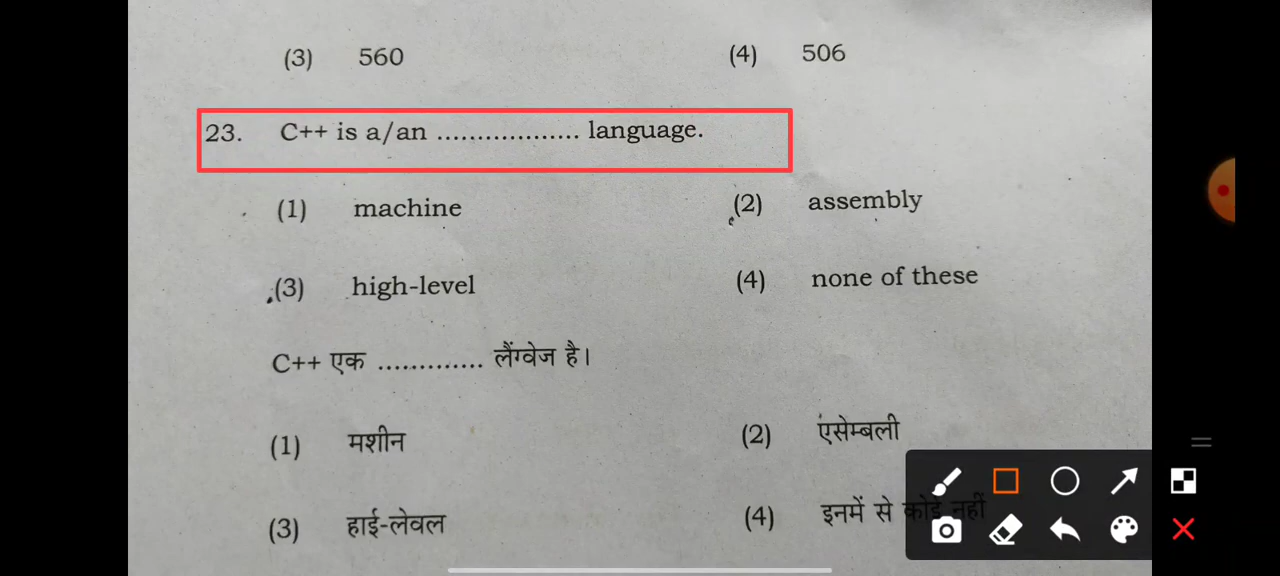 (3) 560 (4) 506
23. C++ is a/an .................. language.
(1) machine (2) assembly
(3) high-level (4) none of these
C++ एक ............. लैंग्वेज है।
(1) मशीन (2) एसेम्बली
(3) हाई-लेवल (4) इनमें से कोई नहीं